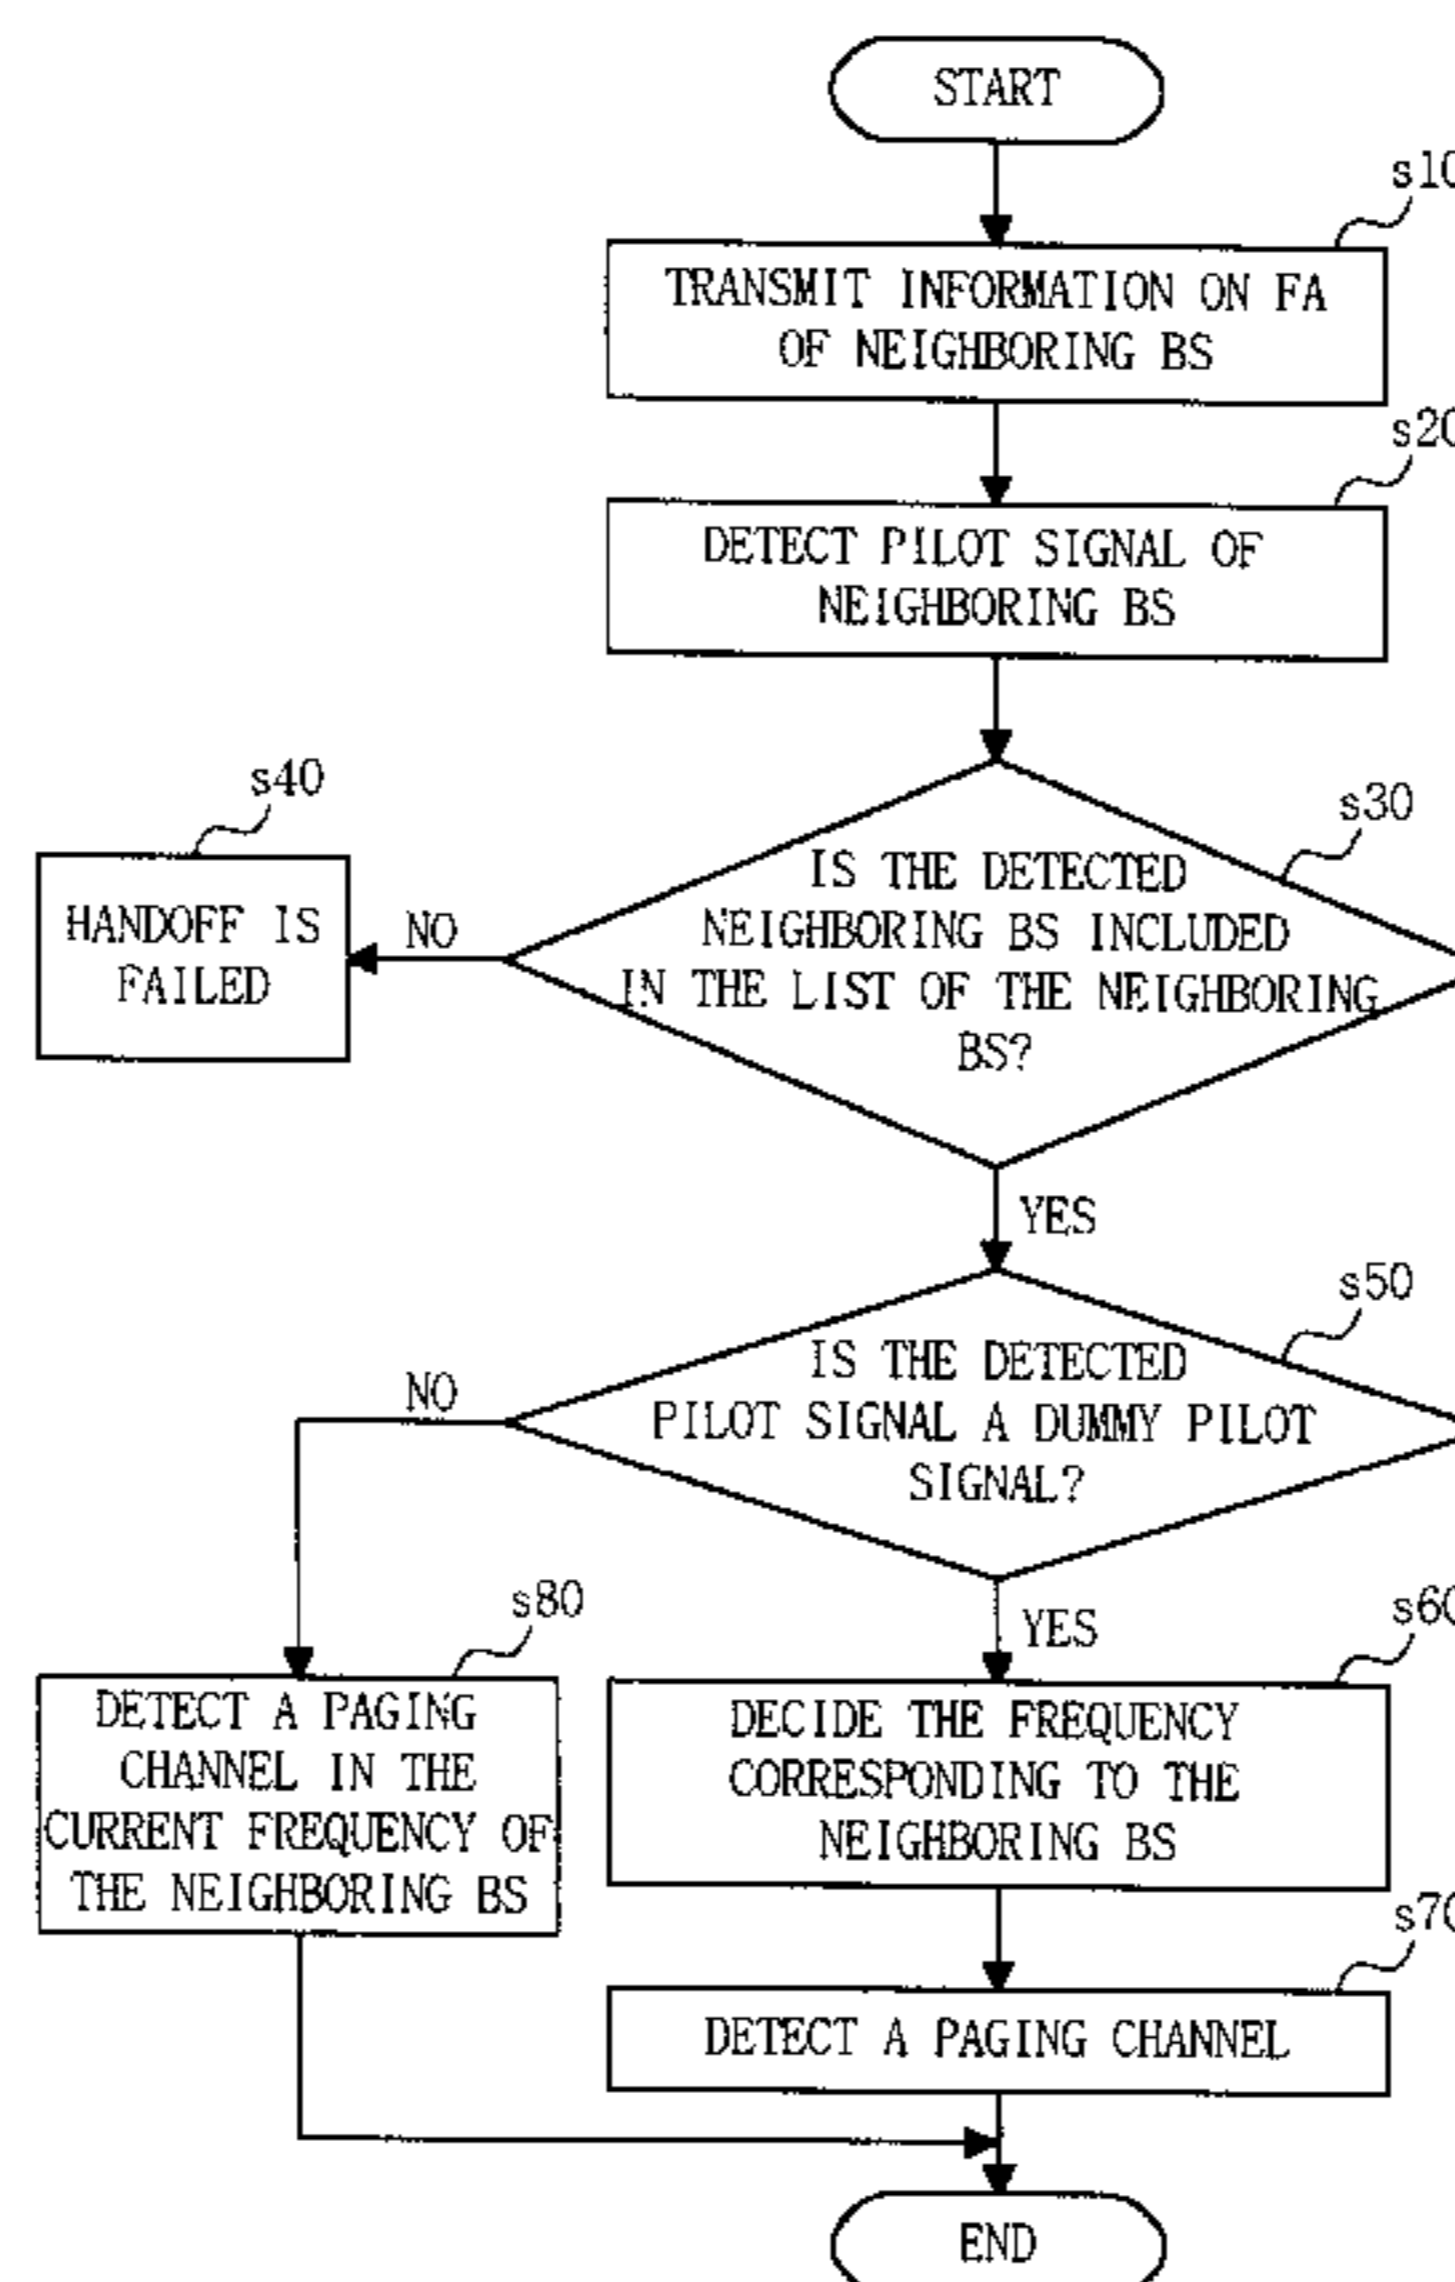 START
s10
TRANSMIT INFORMATION ON FA
OF NEIGHBORING BS
s20
DETECT PILOT SIGNAL OF
NEIGHBORING BS
s30
IS THE DETECTED
NEIGHBORING BS INCLUDED
IN THE LIST OF THE NEIGHBORING
BS?
s40
HANDOFF IS
FAILED
NO
YES
s50
IS THE DETECTED
PILOT SIGNAL A DUMMY PILOT
SIGNAL?
NO
YES
s80
DETECT A PAGING
CHANNEL IN THE
CURRENT FREQUENCY OF
THE NEIGHBORING BS
s60
DECIDE THE FREQUENCY
CORRESPONDING TO THE
NEIGHBORING BS
s70
DETECT A PAGING CHANNEL
END